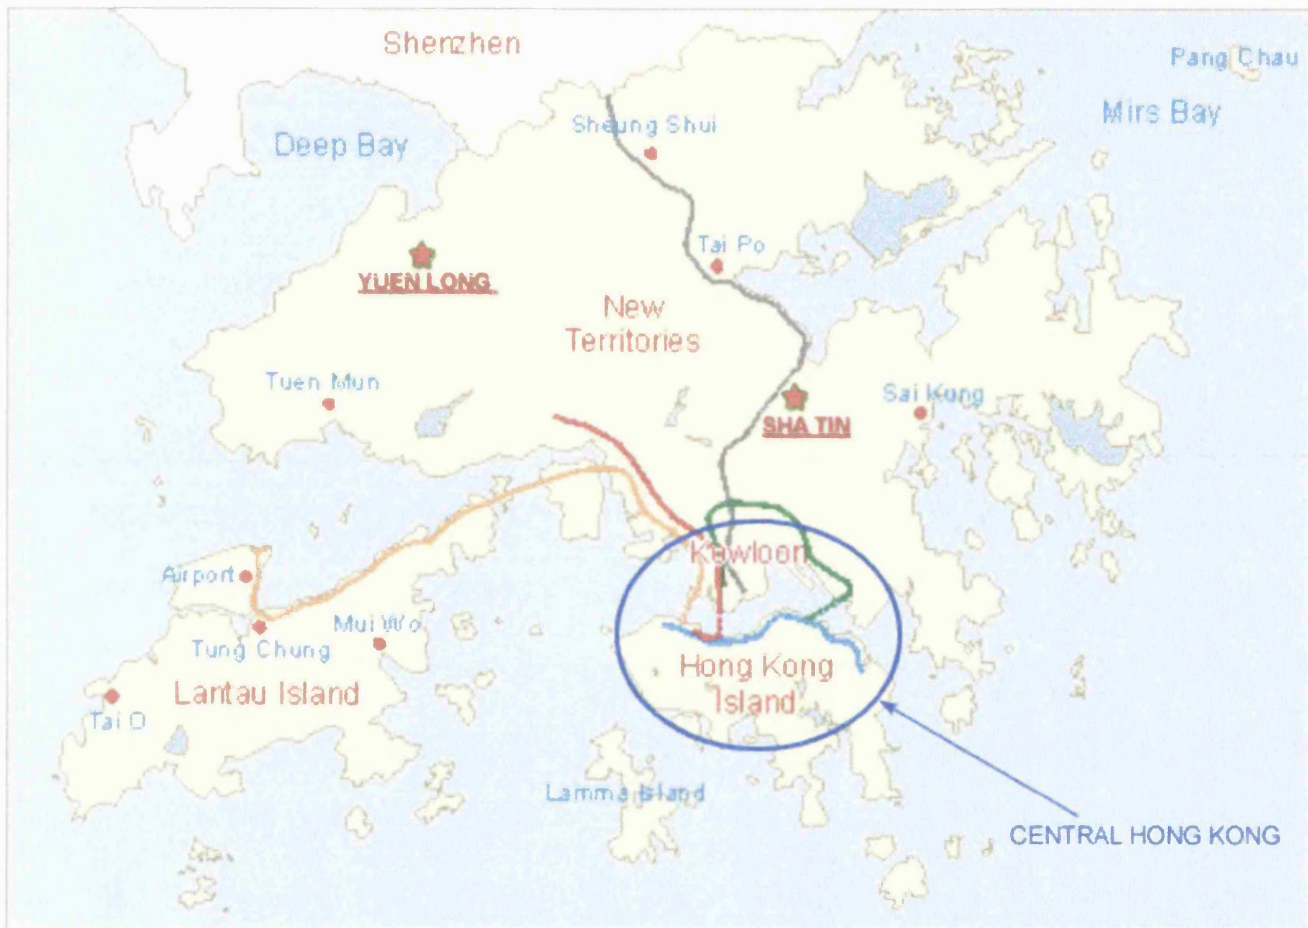 Shenzhen
Pang Chau
Mirs Bay
Sheung Shui
Deep Bay
Tai Po
YUEN LONG
New
Territories
Tuen Mun
Sai Kung
SHA TIN
Kowloon
Airport
Mui Wo
Tung Chung
Hong Kong
Island
Lantau Island
Tai O
Lamma Island
CENTRAL HONG KONG